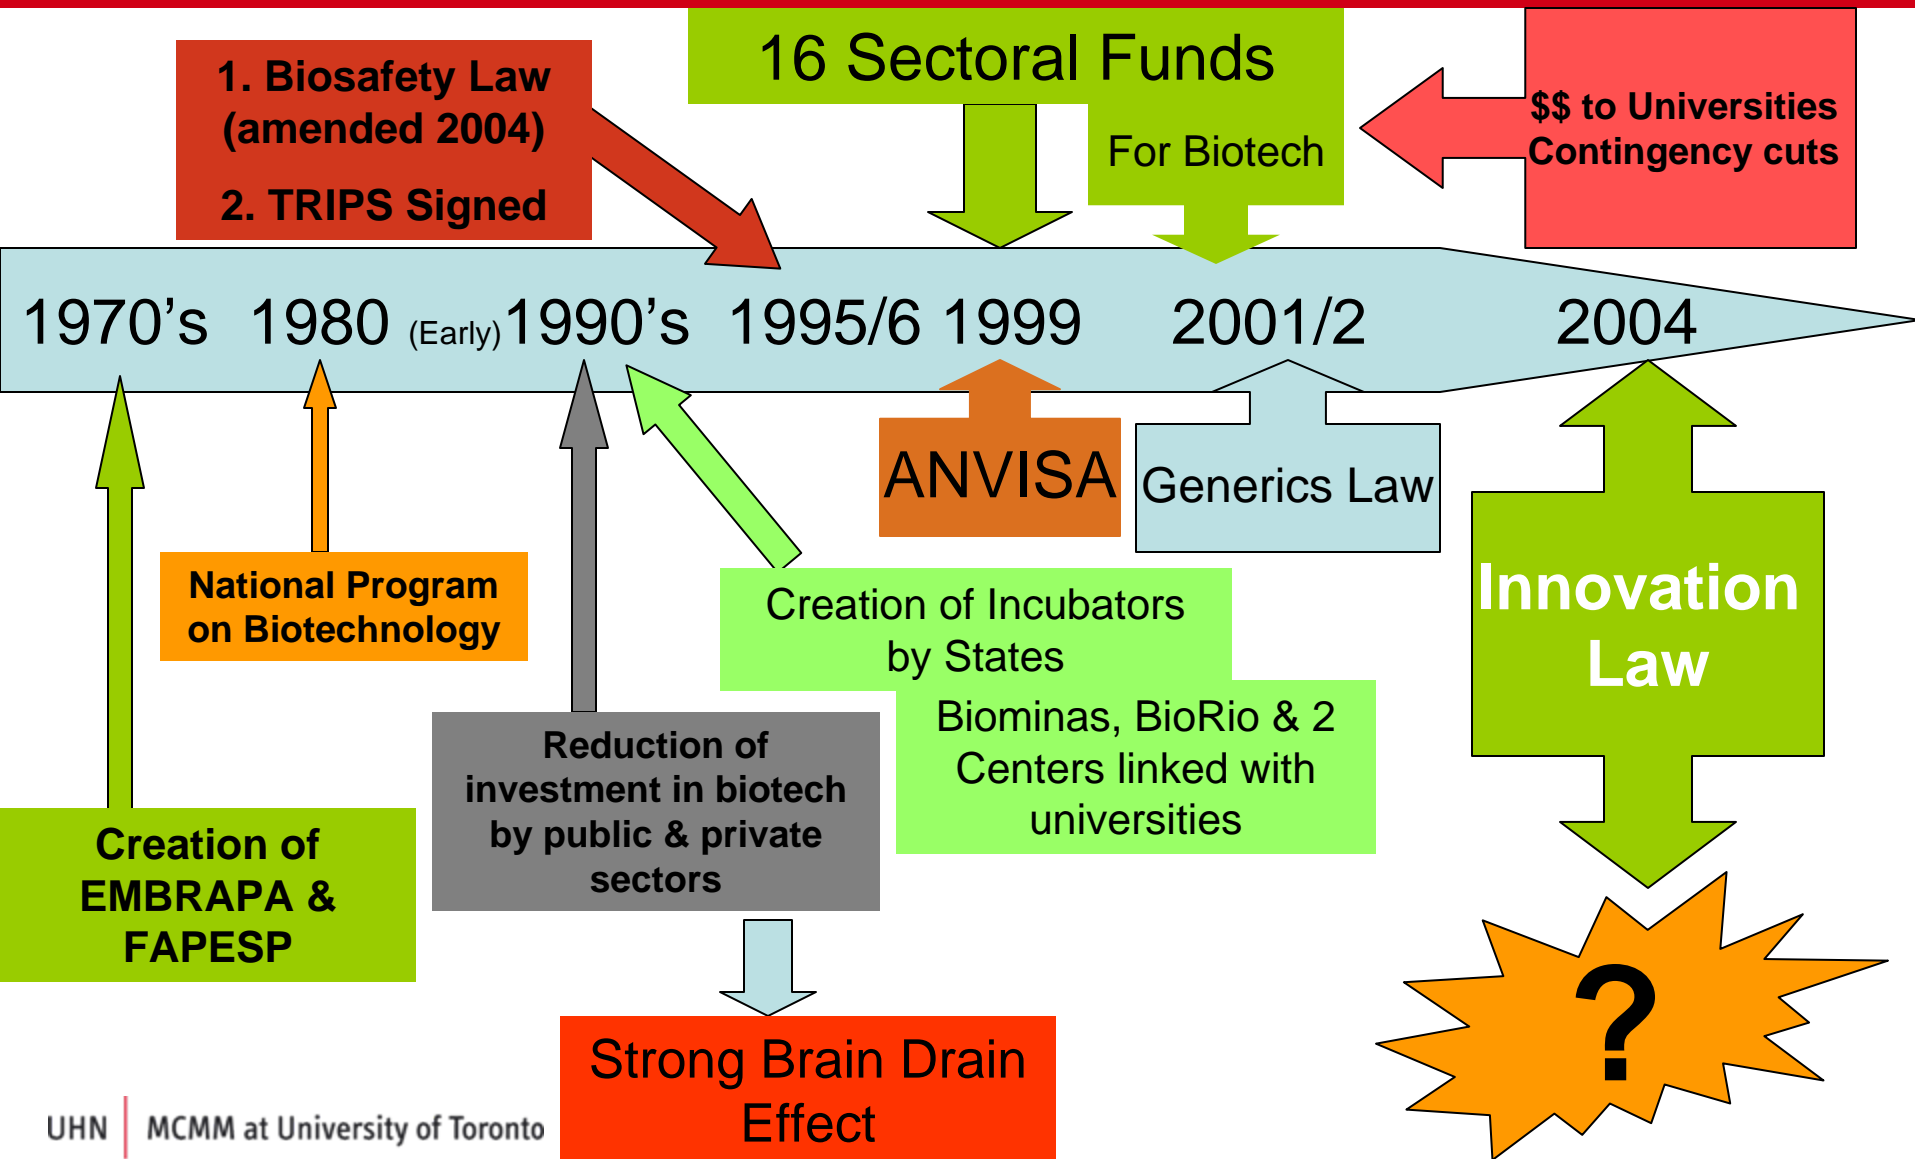 1. Biosafety Law
(amended 2004)
2. TRIPS Signed
16 Sectoral Funds
For Biotech
$$ to Universities
Contingency cuts
1970's 1980 (Early) 1990's 1995/6 1999 2001/2 2004
ANVISA
Generics Law
National Program
on Biotechnology
Creation of Incubators
by States
Biominas, BioRio & 2
Centers linked with
universities
Innovation
Law
Reduction of
investment in biotech
by public & private
sectors
Creation of
EMBRAPA &
FAPESP
?
Strong Brain Drain
Effect
UHN | MCMM at University of Toronto